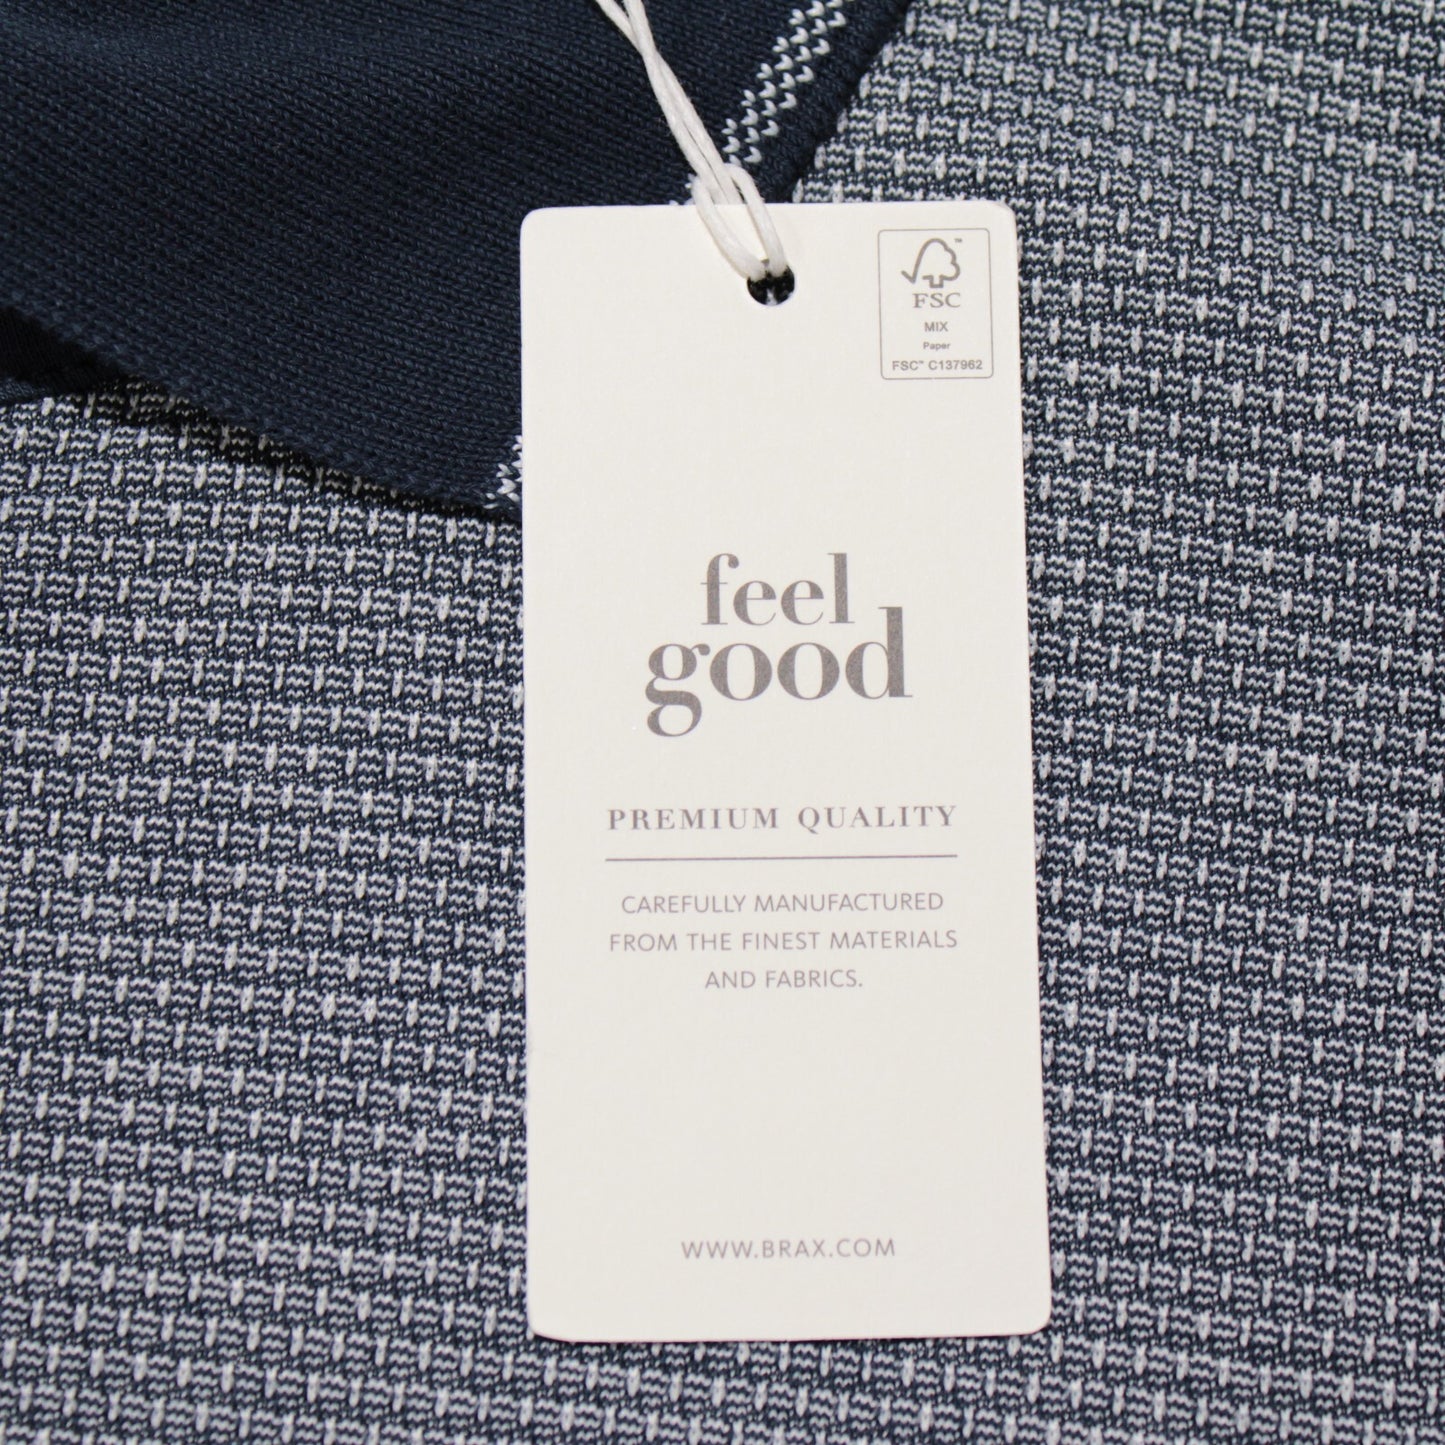 ™
FSC
MIX
Paper
FSC™ C137962
feel
good
PREMIUM QUALITY
CAREFULLY MANUFACTURED
FROM THE FINEST MATERIALS
AND FABRICS.
WWW.BRAX.COM